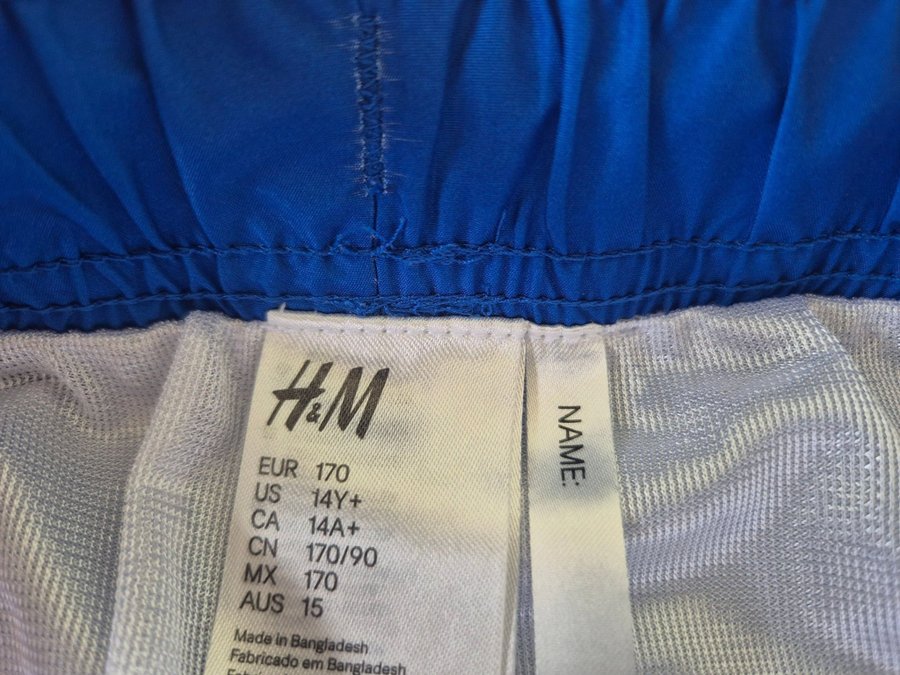 H&M
EUR 170
US 14Y+
CA 14A+
CN 170/90
MX 170
AUS 15
Made in Bangladesh
Fabricado em Bangladesh
NAME: